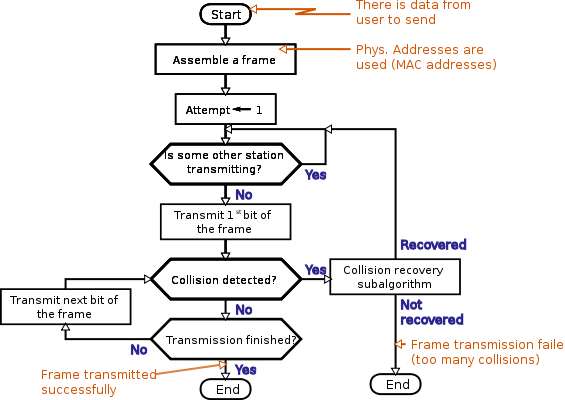 Start
There is data from
user to send
Assemble a frame
Phys. Addresses are
used (MAC addresses)
Attempt 1
Is some other station
transmitting?
Yes
No
Transmit 1st bit of
the frame
Recovered
Collision detected?
Yes
Collision recovery
subalgorithm
Transmit next bit of
the frame
No
Not
recovered
Transmission finished?
No
Frame transmission faile
(too many collisions)
Yes
Frame transmitted
successfully
End
End